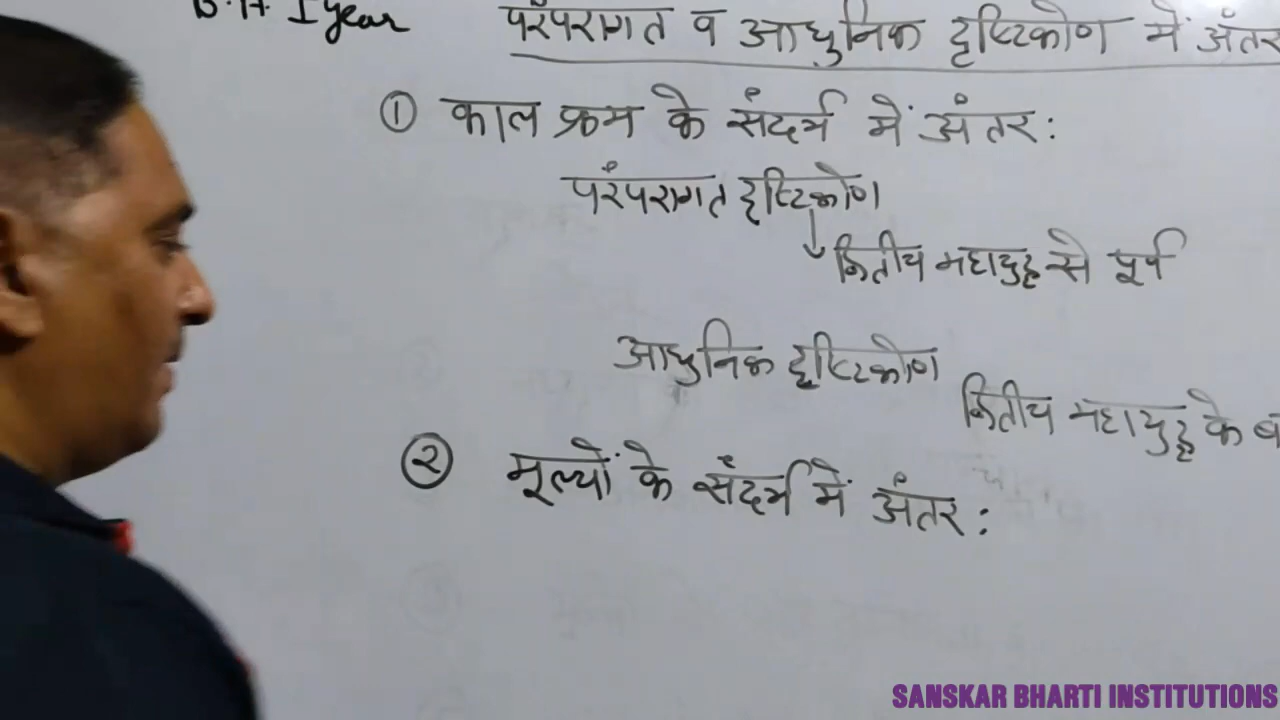 B.A. I year परंपरागत व आधुनिक दृष्टिकोण में अंतर
① काल क्रम के संदर्भ में अंतर:
परंपरागत दृष्टिकोण
↓ द्वितीय महायुद्ध से पूर्व
आधुनिक दृष्टिकोण
द्वितीय महायुद्ध के
② मूल्यों के संदर्भ में अंतर:
SANSKAR BHARTI INSTITUTIONS